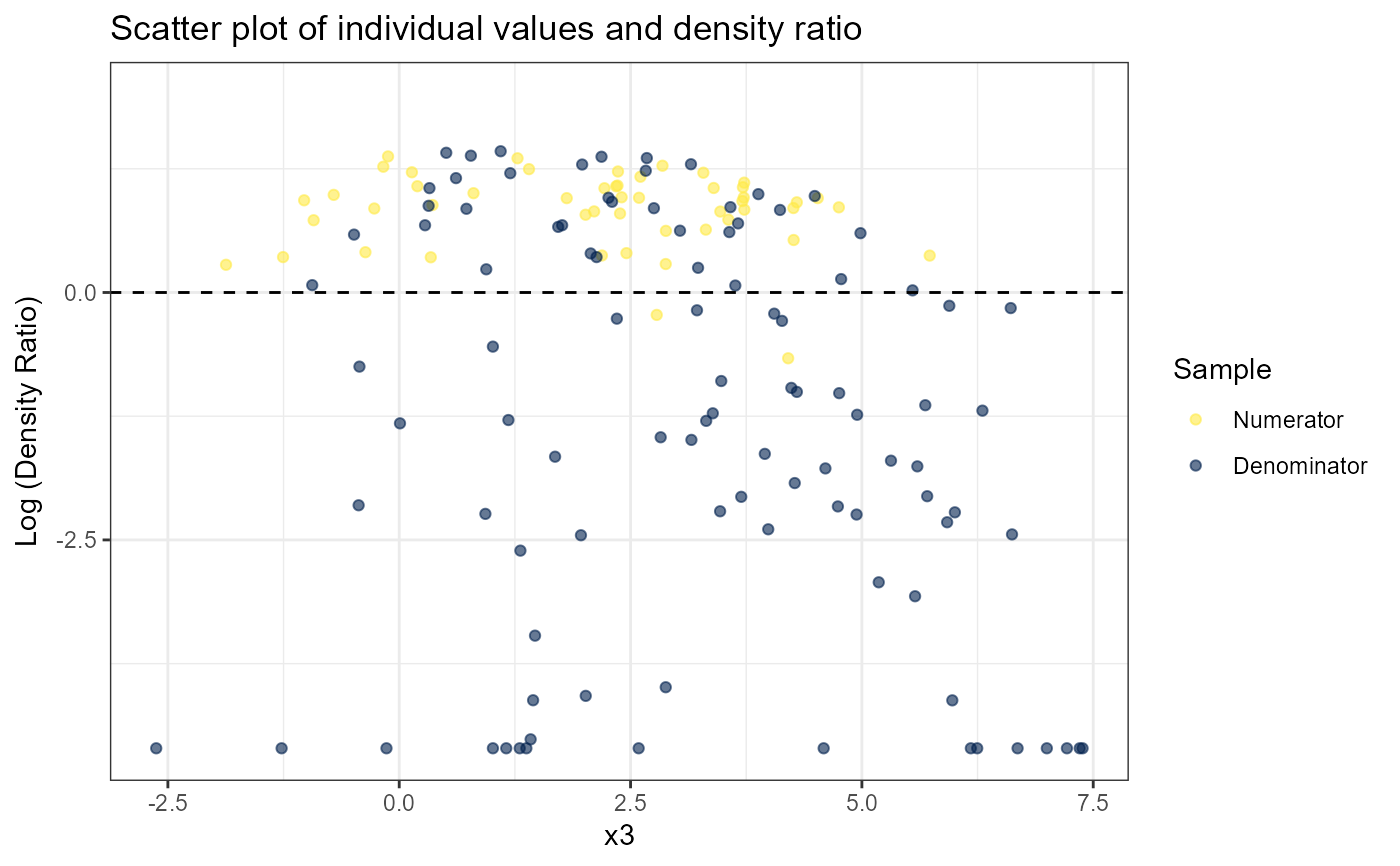 Scatter plot of individual values and density ratio
Log (Density Ratio)
0.0
-2.5
-2.5
0.0
2.5
5.0
7.5
x3
Sample
Numerator
Denominator